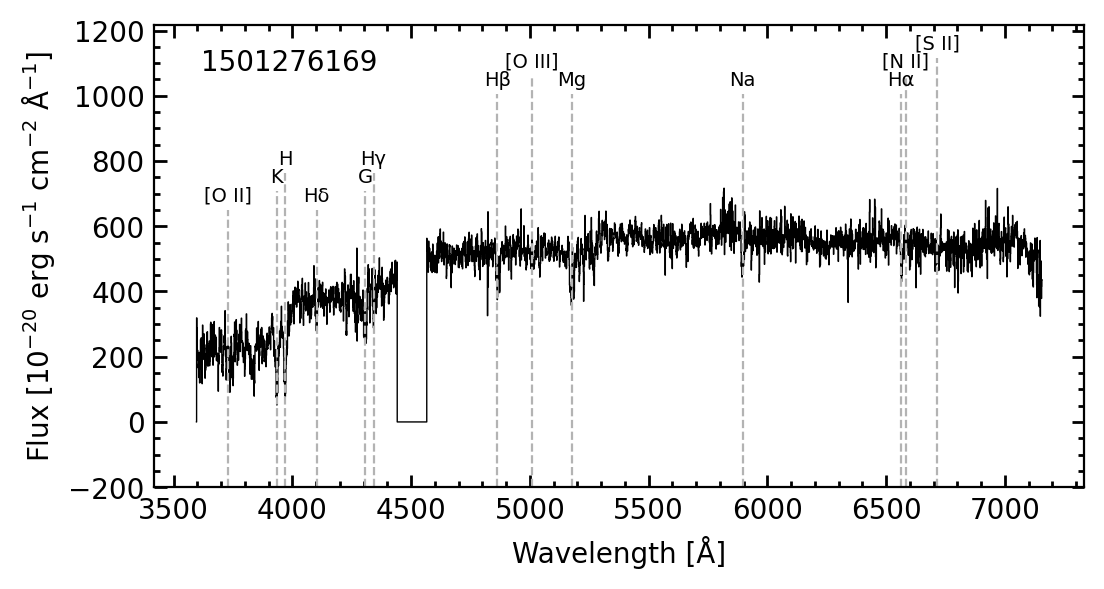 1501276169
[S II]
[O III] [N II]
Hβ Mg Na Hα
H Hγ
K G
[O II] Hδ
1200
1000
800
600
400
200
0
−200
3500 4000 4500 5000 5500 6000 6500 7000
Flux [10⁻²⁰ erg s⁻¹ cm⁻² Å⁻¹]
Wavelength [Å]